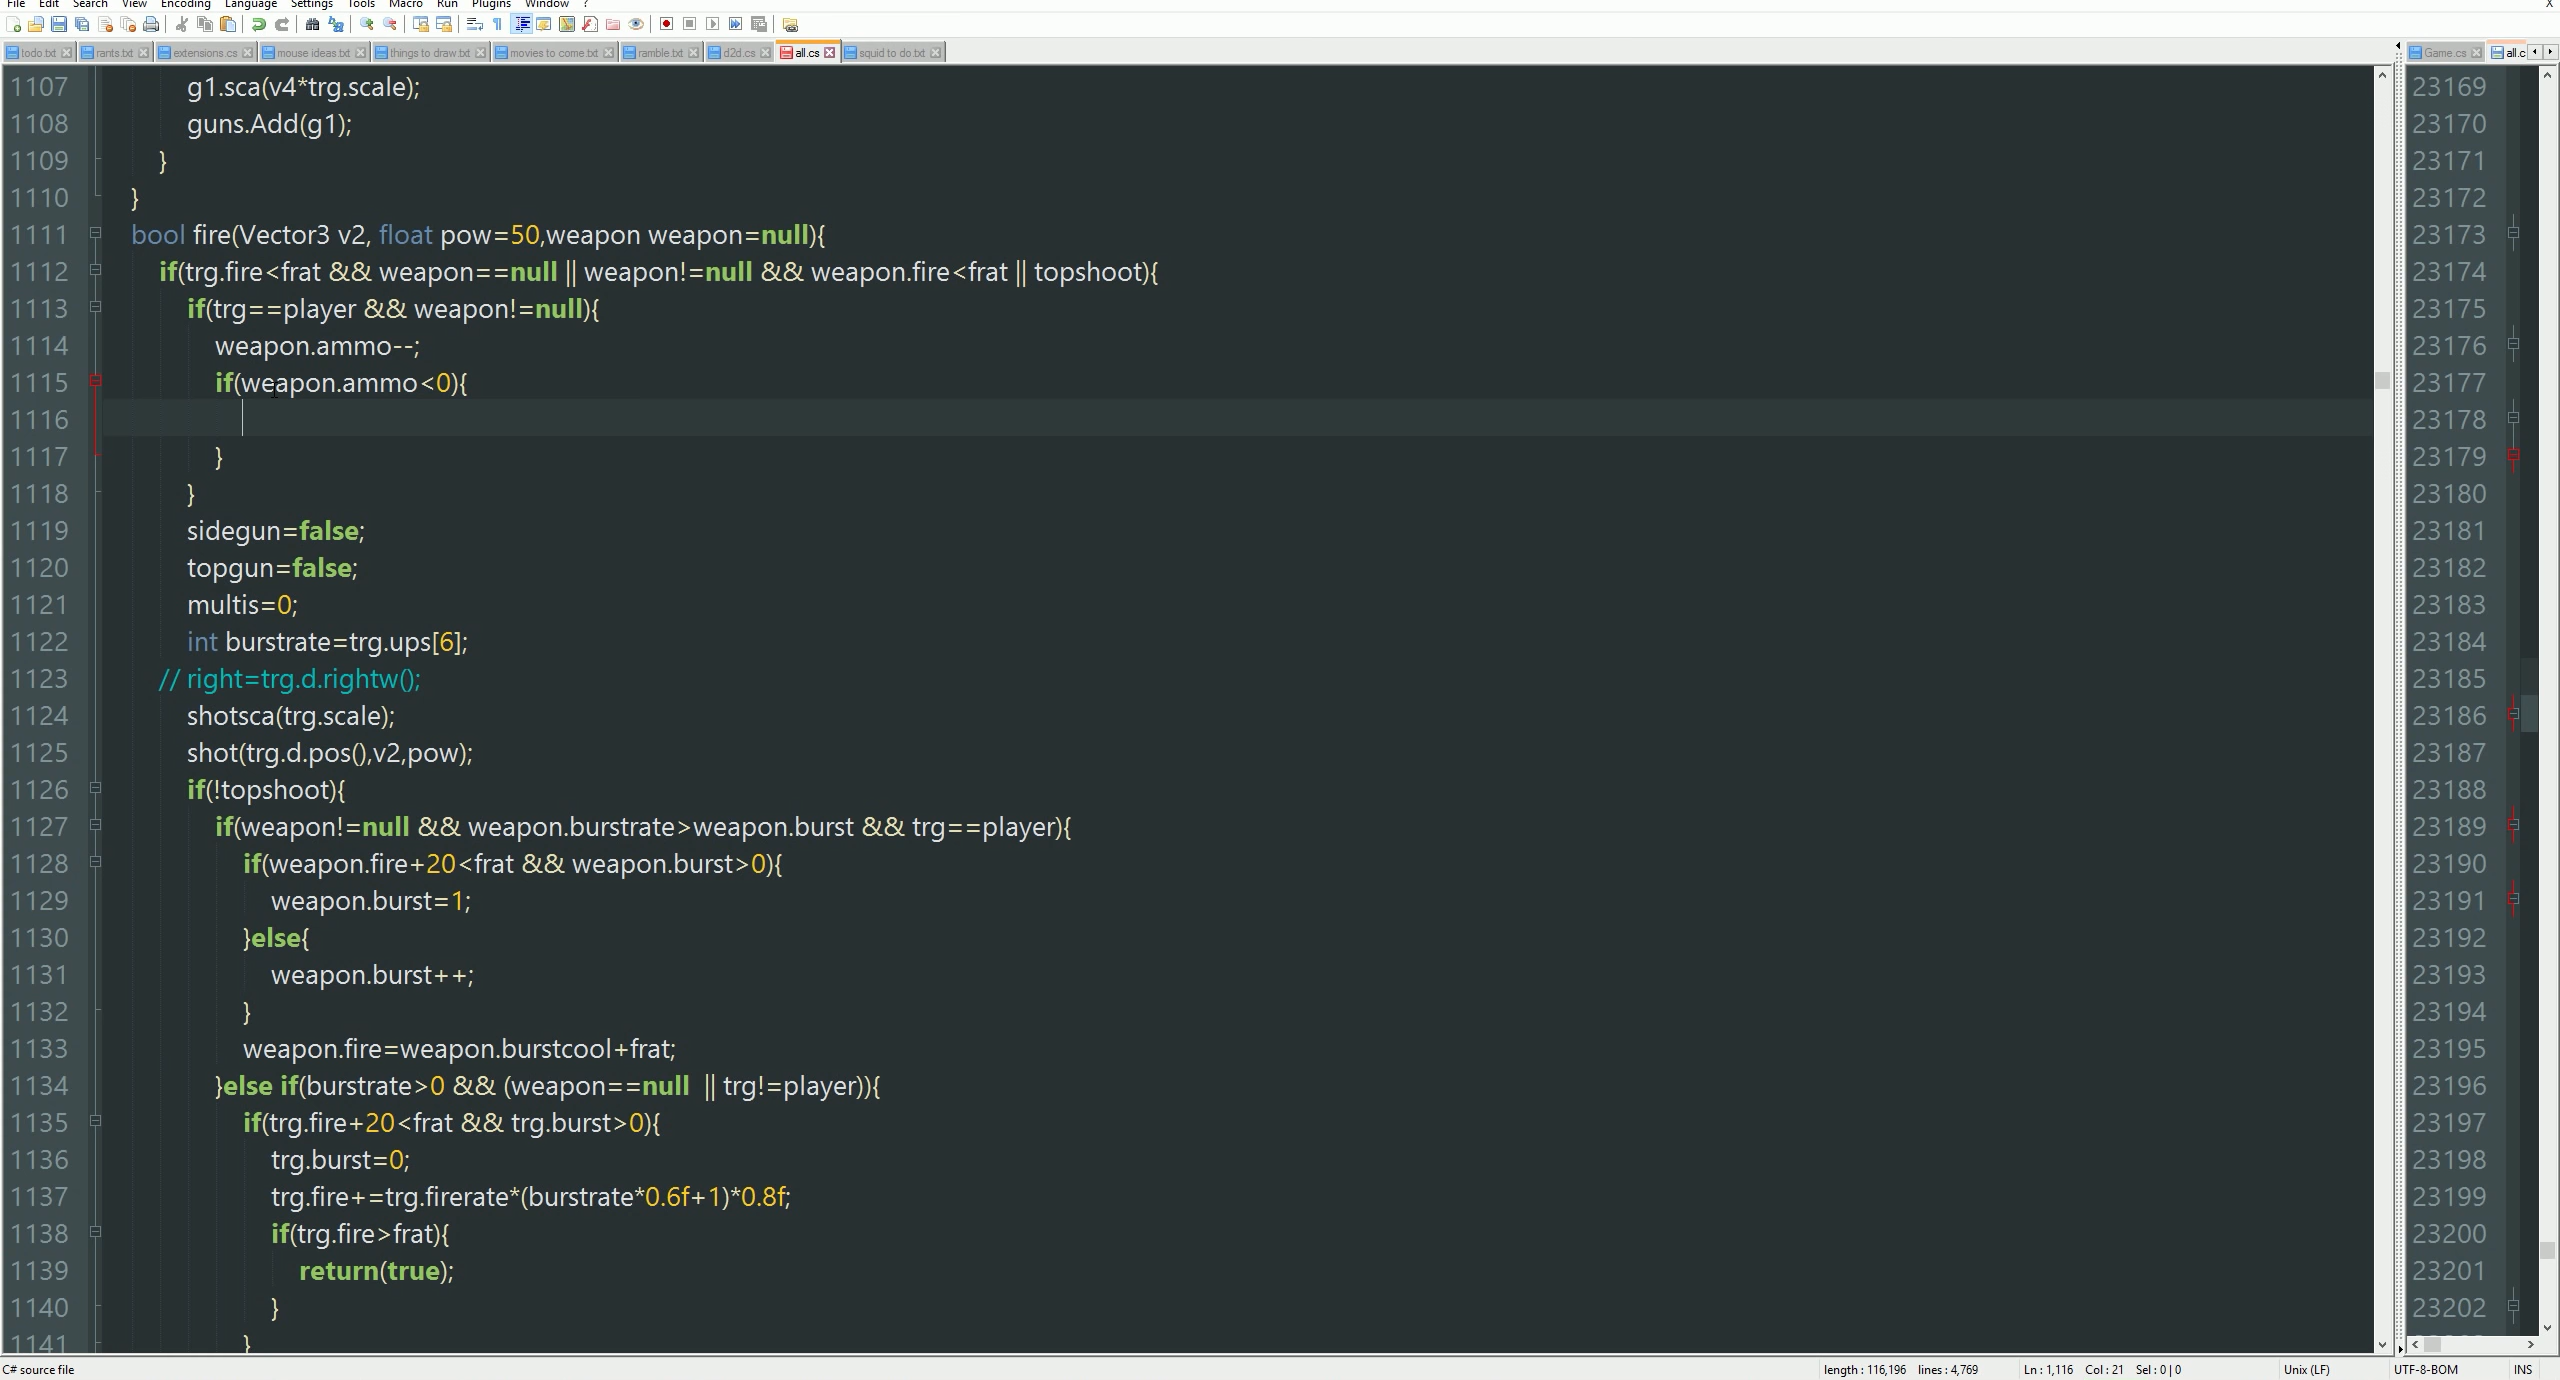 File Edit Search View Encoding Language Settings Tools Macro Run Plugins Window ? X
todo.txt rants.txt extensions.cs mouse ideas.txt things to draw.txt movies to come.txt ramble.txt d2d.cs all.cs squid to do.txt Game.cs all.c
1107 g1.sca(v4*trg.scale);
1108 guns.Add(g1);
1109 }
1110 }
1111 bool fire(Vector3 v2, float pow=50,weapon weapon=null){
1112 if(trg.fire<frat && weapon==null || weapon!=null && weapon.fire<frat || topshoot){
1113 if(trg==player && weapon!=null){
1114 weapon.ammo--;
1115 if(weapon.ammo<0){
1116
1117 }
1118 }
1119 sidegun=false;
1120 topgun=false;
1121 multis=0;
1122 int burstrate=trg.ups[6];
1123 // right=trg.d.rightw();
1124 shotsca(trg.scale);
1125 shot(trg.d.pos(),v2,pow);
1126 if(!topshoot){
1127 if(weapon!=null && weapon.burstrate>weapon.burst && trg==player){
1128 if(weapon.fire+20<frat && weapon.burst>0){
1129 weapon.burst=1;
1130 }else{
1131 weapon.burst++;
1132 }
1133 weapon.fire=weapon.burstcool+frat;
1134 }else if(burstrate>0 && (weapon==null || trg!=player)){
1135 if(trg.fire+20<frat && trg.burst>0){
1136 trg.burst=0;
1137 trg.fire+=trg.firerate*(burstrate*0.6f+1)*0.8f;
1138 if(trg.fire>frat){
1139 return(true);
1140 }
1141 }
23169
23170
23171
23172
23173
23174
23175
23176
23177
23178
23179
23180
23181
23182
23183
23184
23185
23186
23187
23188
23189
23190
23191
23192
23193
23194
23195
23196
23197
23198
23199
23200
23201
23202
C# source file length : 116,196 lines : 4,769 Ln : 1,116 Col : 21 Sel : 0 | 0 Unix (LF) UTF-8-BOM INS